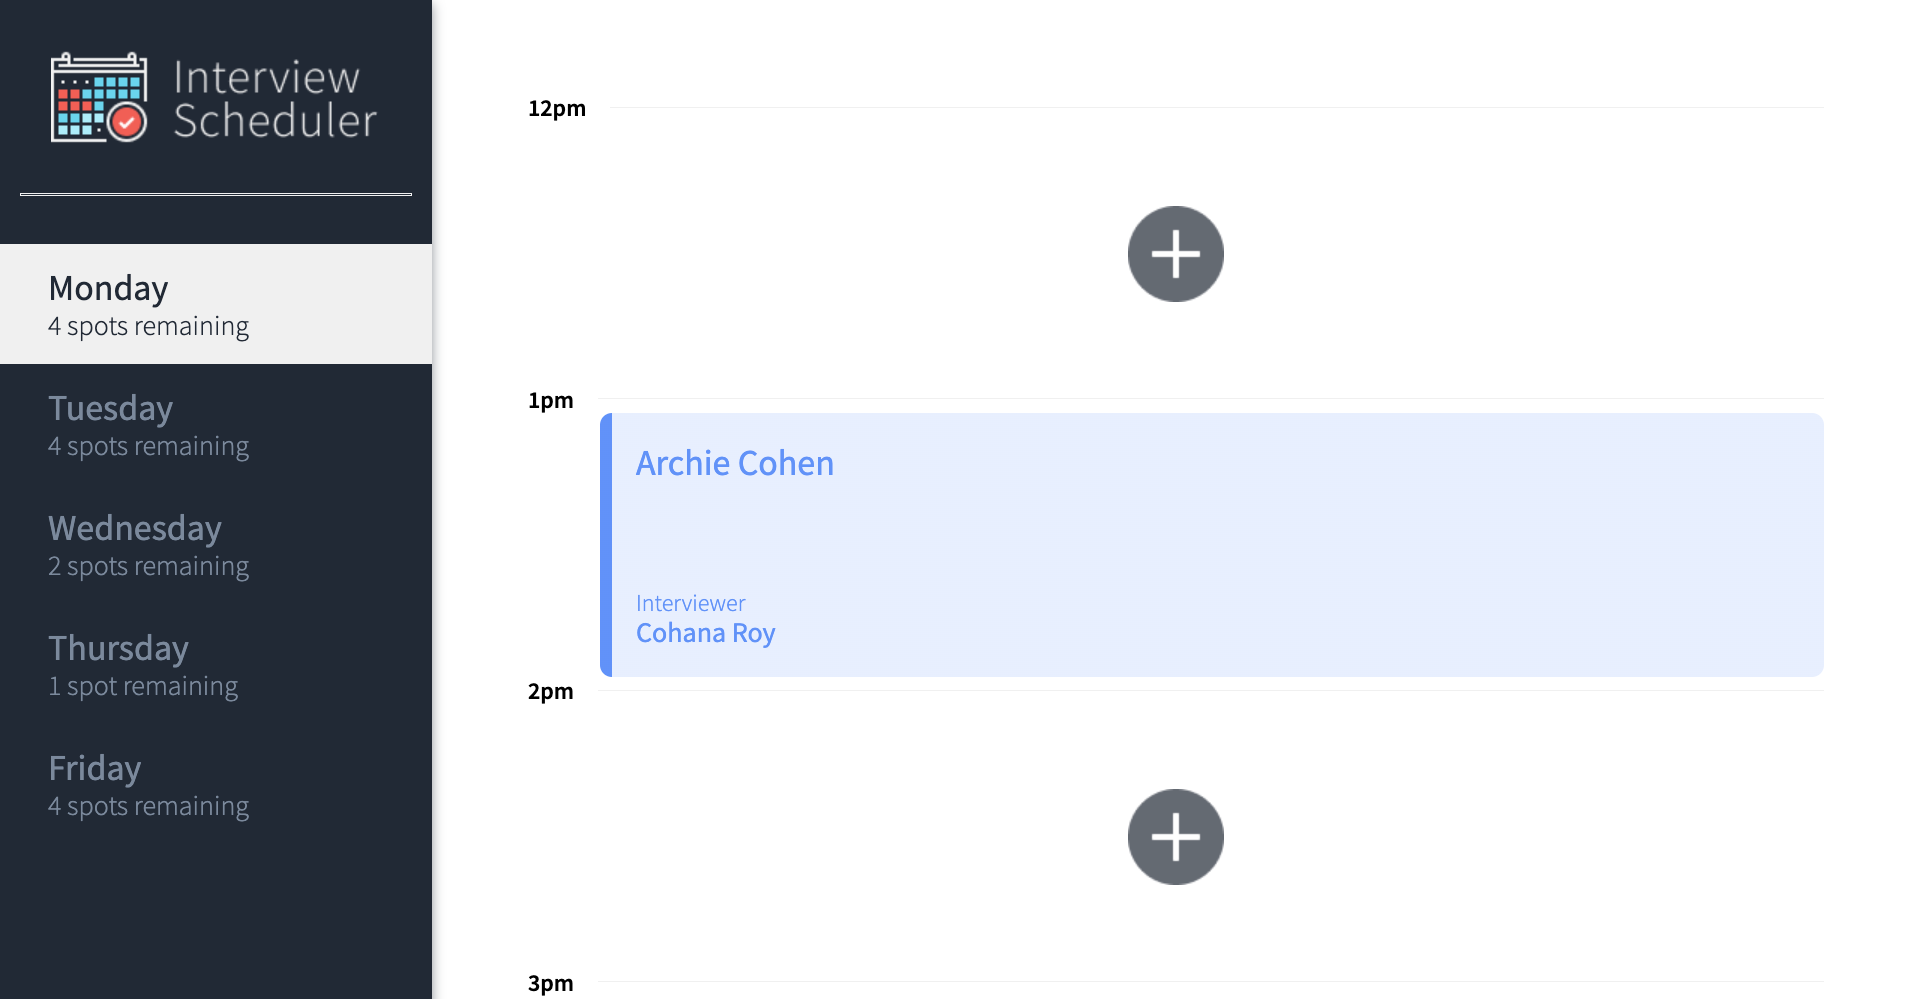 Interview
Scheduler
Monday
4 spots remaining
Tuesday
4 spots remaining
Wednesday
2 spots remaining
Thursday
1 spot remaining
Friday
4 spots remaining
12pm
1pm
Archie Cohen
Interviewer
Cohana Roy
2pm
3pm